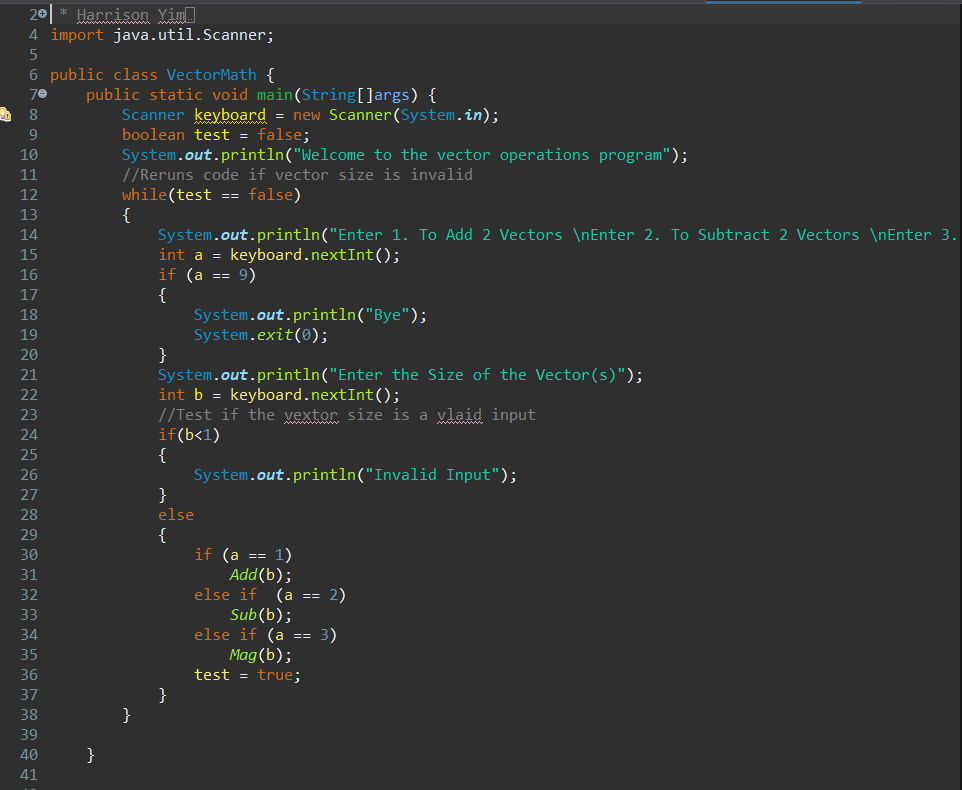 2 * Harrison Yim
4 import java.util.Scanner;
5
6 public class VectorMath {
7     public static void main(String[]args) {
8         Scanner keyboard = new Scanner(System.in);
9         boolean test = false;
10         System.out.println("Welcome to the vector operations program");
11         //Reruns code if vector size is invalid
12         while(test == false)
13         {
14             System.out.println("Enter 1. To Add 2 Vectors \nEnter 2. To Subtract 2 Vectors \nEnter 3.
15             int a = keyboard.nextInt();
16             if (a == 9)
17             {
18                 System.out.println("Bye");
19                 System.exit(0);
20             }
21             System.out.println("Enter the Size of the Vector(s)");
22             int b = keyboard.nextInt();
23             //Test if the vextor size is a vlaid input
24             if(b<1)
25             {
26                 System.out.println("Invalid Input");
27             }
28             else
29             {
30                 if (a == 1)
31                     Add(b);
32                 else if  (a == 2)
33                     Sub(b);
34                 else if (a == 3)
35                     Mag(b);
36                 test = true;
37             }
38         }
39
40     }
41